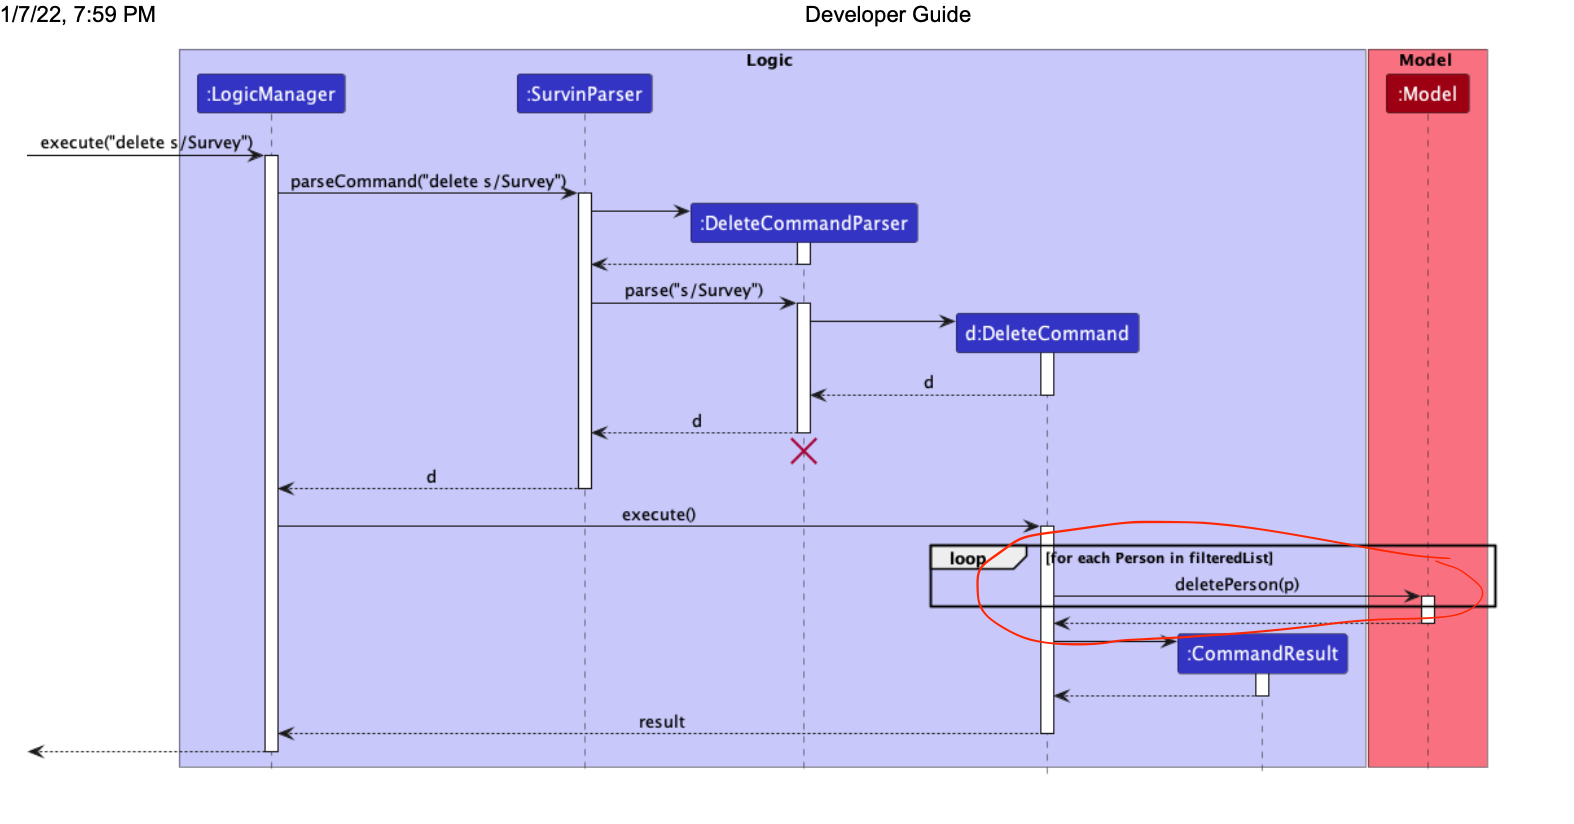 1/7/22, 7:59 PM
Developer Guide
Logic
Model
:LogicManager
:SurvinParser
:Model
execute("delete s/Survey")
parseCommand("delete s/Survey")
:DeleteCommandParser
parse("s/Survey")
d:DeleteCommand
d
d
d
execute()
loop
[for each Person in filteredList]
deletePerson(p)
:CommandResult
result